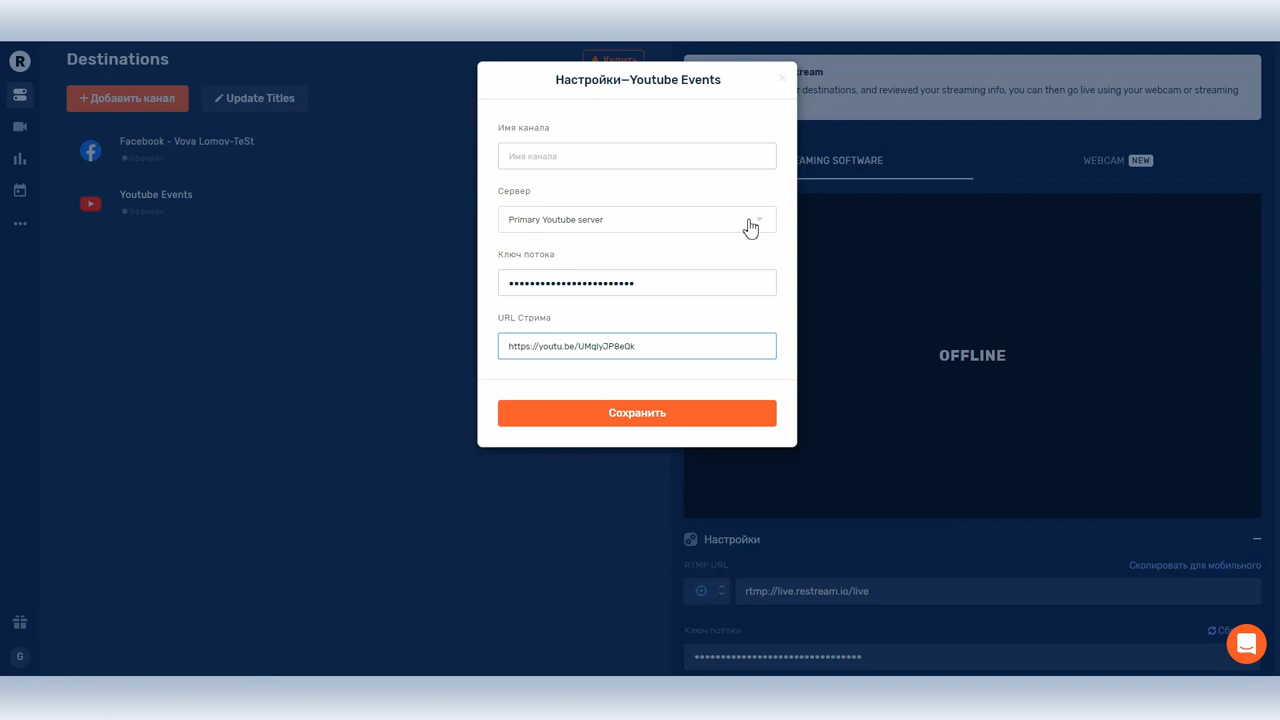 R
Destinations
Купить
+ Добавить канал
Update Titles
Facebook - Vova Lomov-TeSt
Оффлайн
Youtube Events
Оффлайн
Настройки—Youtube Events
×
Имя канала
Имя канала
Сервер
Primary Youtube server
Ключ потока
••••••••••••••••••••••••
URL Стрима
https://youtu.be/UMqlyJP8eQk
Сохранить
stream
destinations, and reviewed your streaming info, you can then go live using your webcam or streaming
EAMING SOFTWARE
WEBCAM NEW
OFFLINE
Настройки
RTMP URL
Скопировать для мобильного
rtmp://live.restream.io/live
Ключ потока
••••••••••••••••••••••••••••••••
G